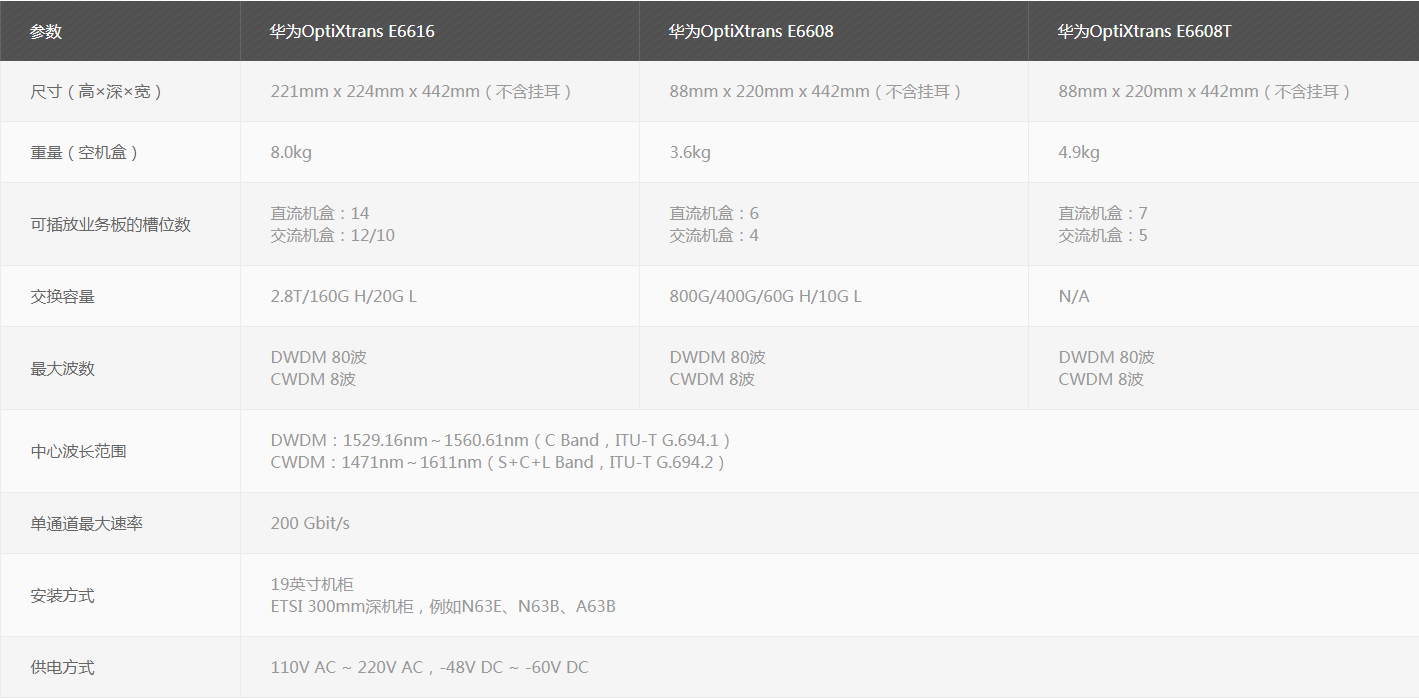 参数 华为OptiXtrans E6616 华为OptiXtrans E6608 华为OptiXtrans E6608T
尺寸（高×深×宽） 221mm x 224mm x 442mm（不含挂耳） 88mm x 220mm x 442mm（不含挂耳） 88mm x 220mm x 442mm（不含挂耳）
重量（空机盒） 8.0kg 3.6kg 4.9kg
可插放业务板的槽位数
直流机盒：14
交流机盒：12/10
直流机盒：6
交流机盒：4
直流机盒：7
交流机盒：5
交换容量 2.8T/160G H/20G L 800G/400G/60G H/10G L N/A
最大波数
DWDM 80波
CWDM 8波
DWDM 80波
CWDM 8波
DWDM 80波
CWDM 8波
中心波长范围
DWDM：1529.16nm～1560.61nm（C Band，ITU-T G.694.1）
CWDM：1471nm～1611nm（S+C+L Band，ITU-T G.694.2）
单通道最大速率 200 Gbit/s
安装方式
19英寸机柜
ETSI 300mm深机柜，例如N63E、N63B、A63B
供电方式 110V AC ~ 220V AC，-48V DC ~ -60V DC